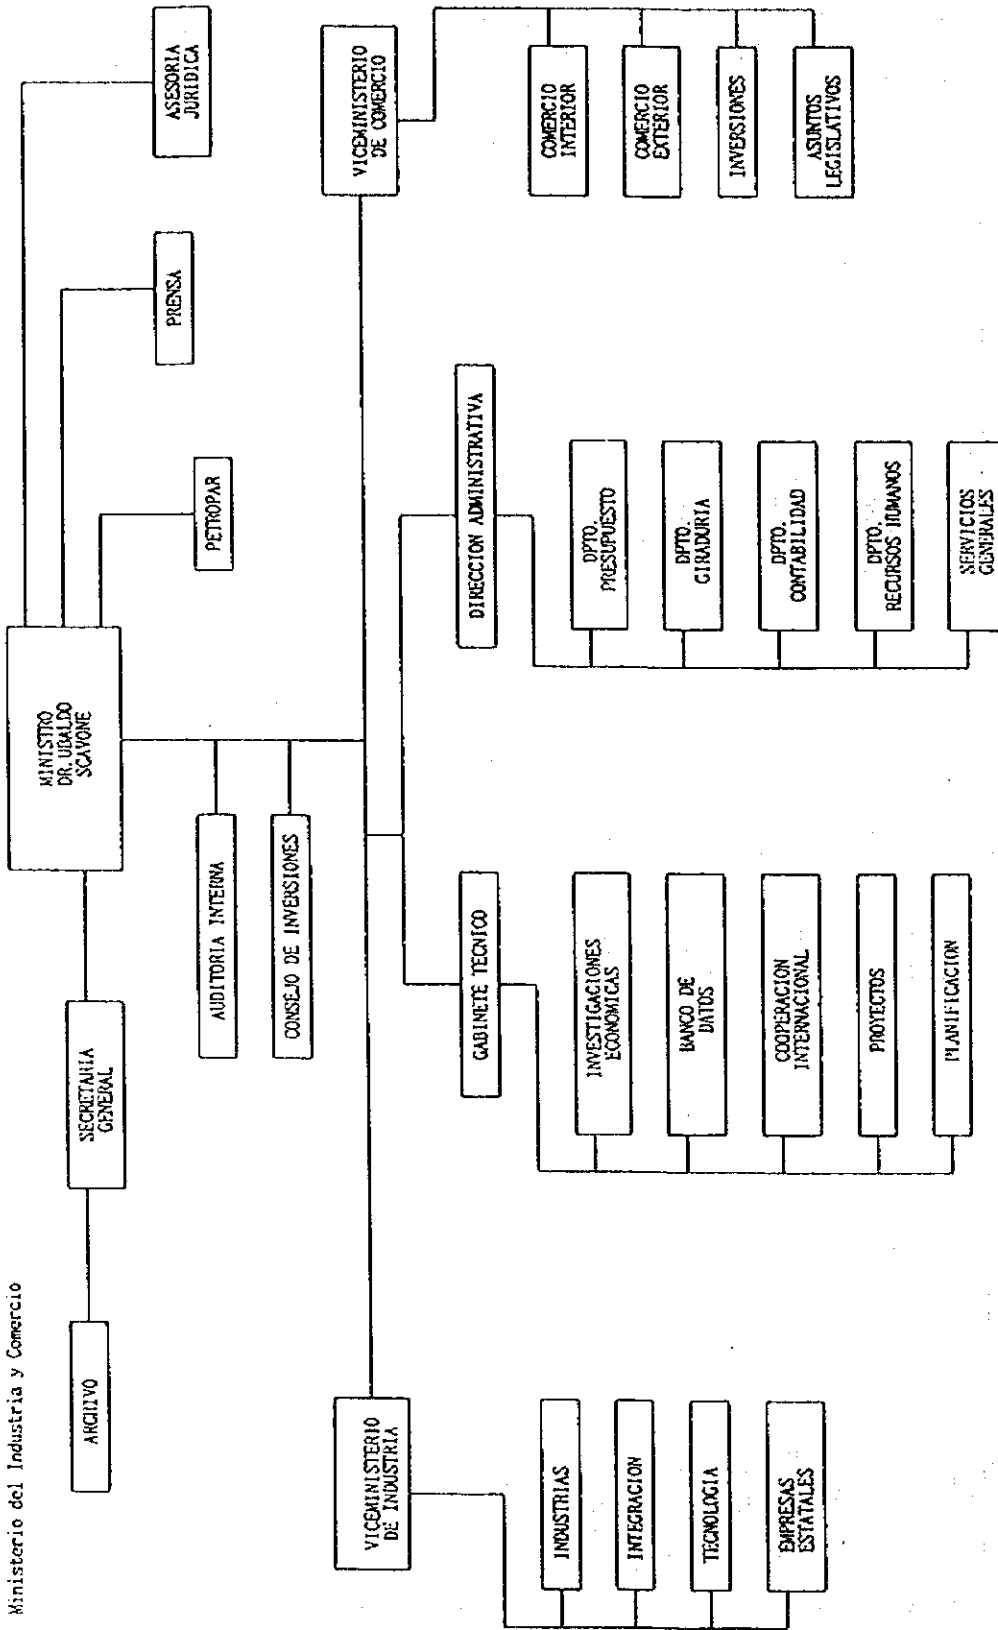 Ministerio del Industria y Comercio
MINISTRO
DR. UBALDO
SCAVONE
ARCHIVO
SECRETARIA
GENERAL
ASESORIA
JURIDICA
PRENSA
PETROPAR
AUDITORIA INTERNA
CONSEJO DE INVERSIONES
VICEMINISTERIO
DE INDUSTRIA
INDUSTRIAS
INTEGRACION
TECNOLOGIA
EMPRESAS
ESTATALES
GABINETE TECNICO
INVESTIGACIONES
ECONOMICAS
BANCO DE
DATOS
COOPERACION
INTERNACIONAL
PROYECTOS
PLANIFICACION
DIRECCION ADMINISTRATIVA
DPTO.
PRESUPUESTO
DPTO.
GIRADURIA
DPTO.
CONTABILIDAD
DPTO.
RECURSOS HUMANOS
SERVICIOS
GENERALES
VICEMINISTERIO
DE COMERCIO
COMERCIO
INTERIOR
COMERCIO
EXTERIOR
INVERSIONES
ASUNTOS
LEGISLATIVOS